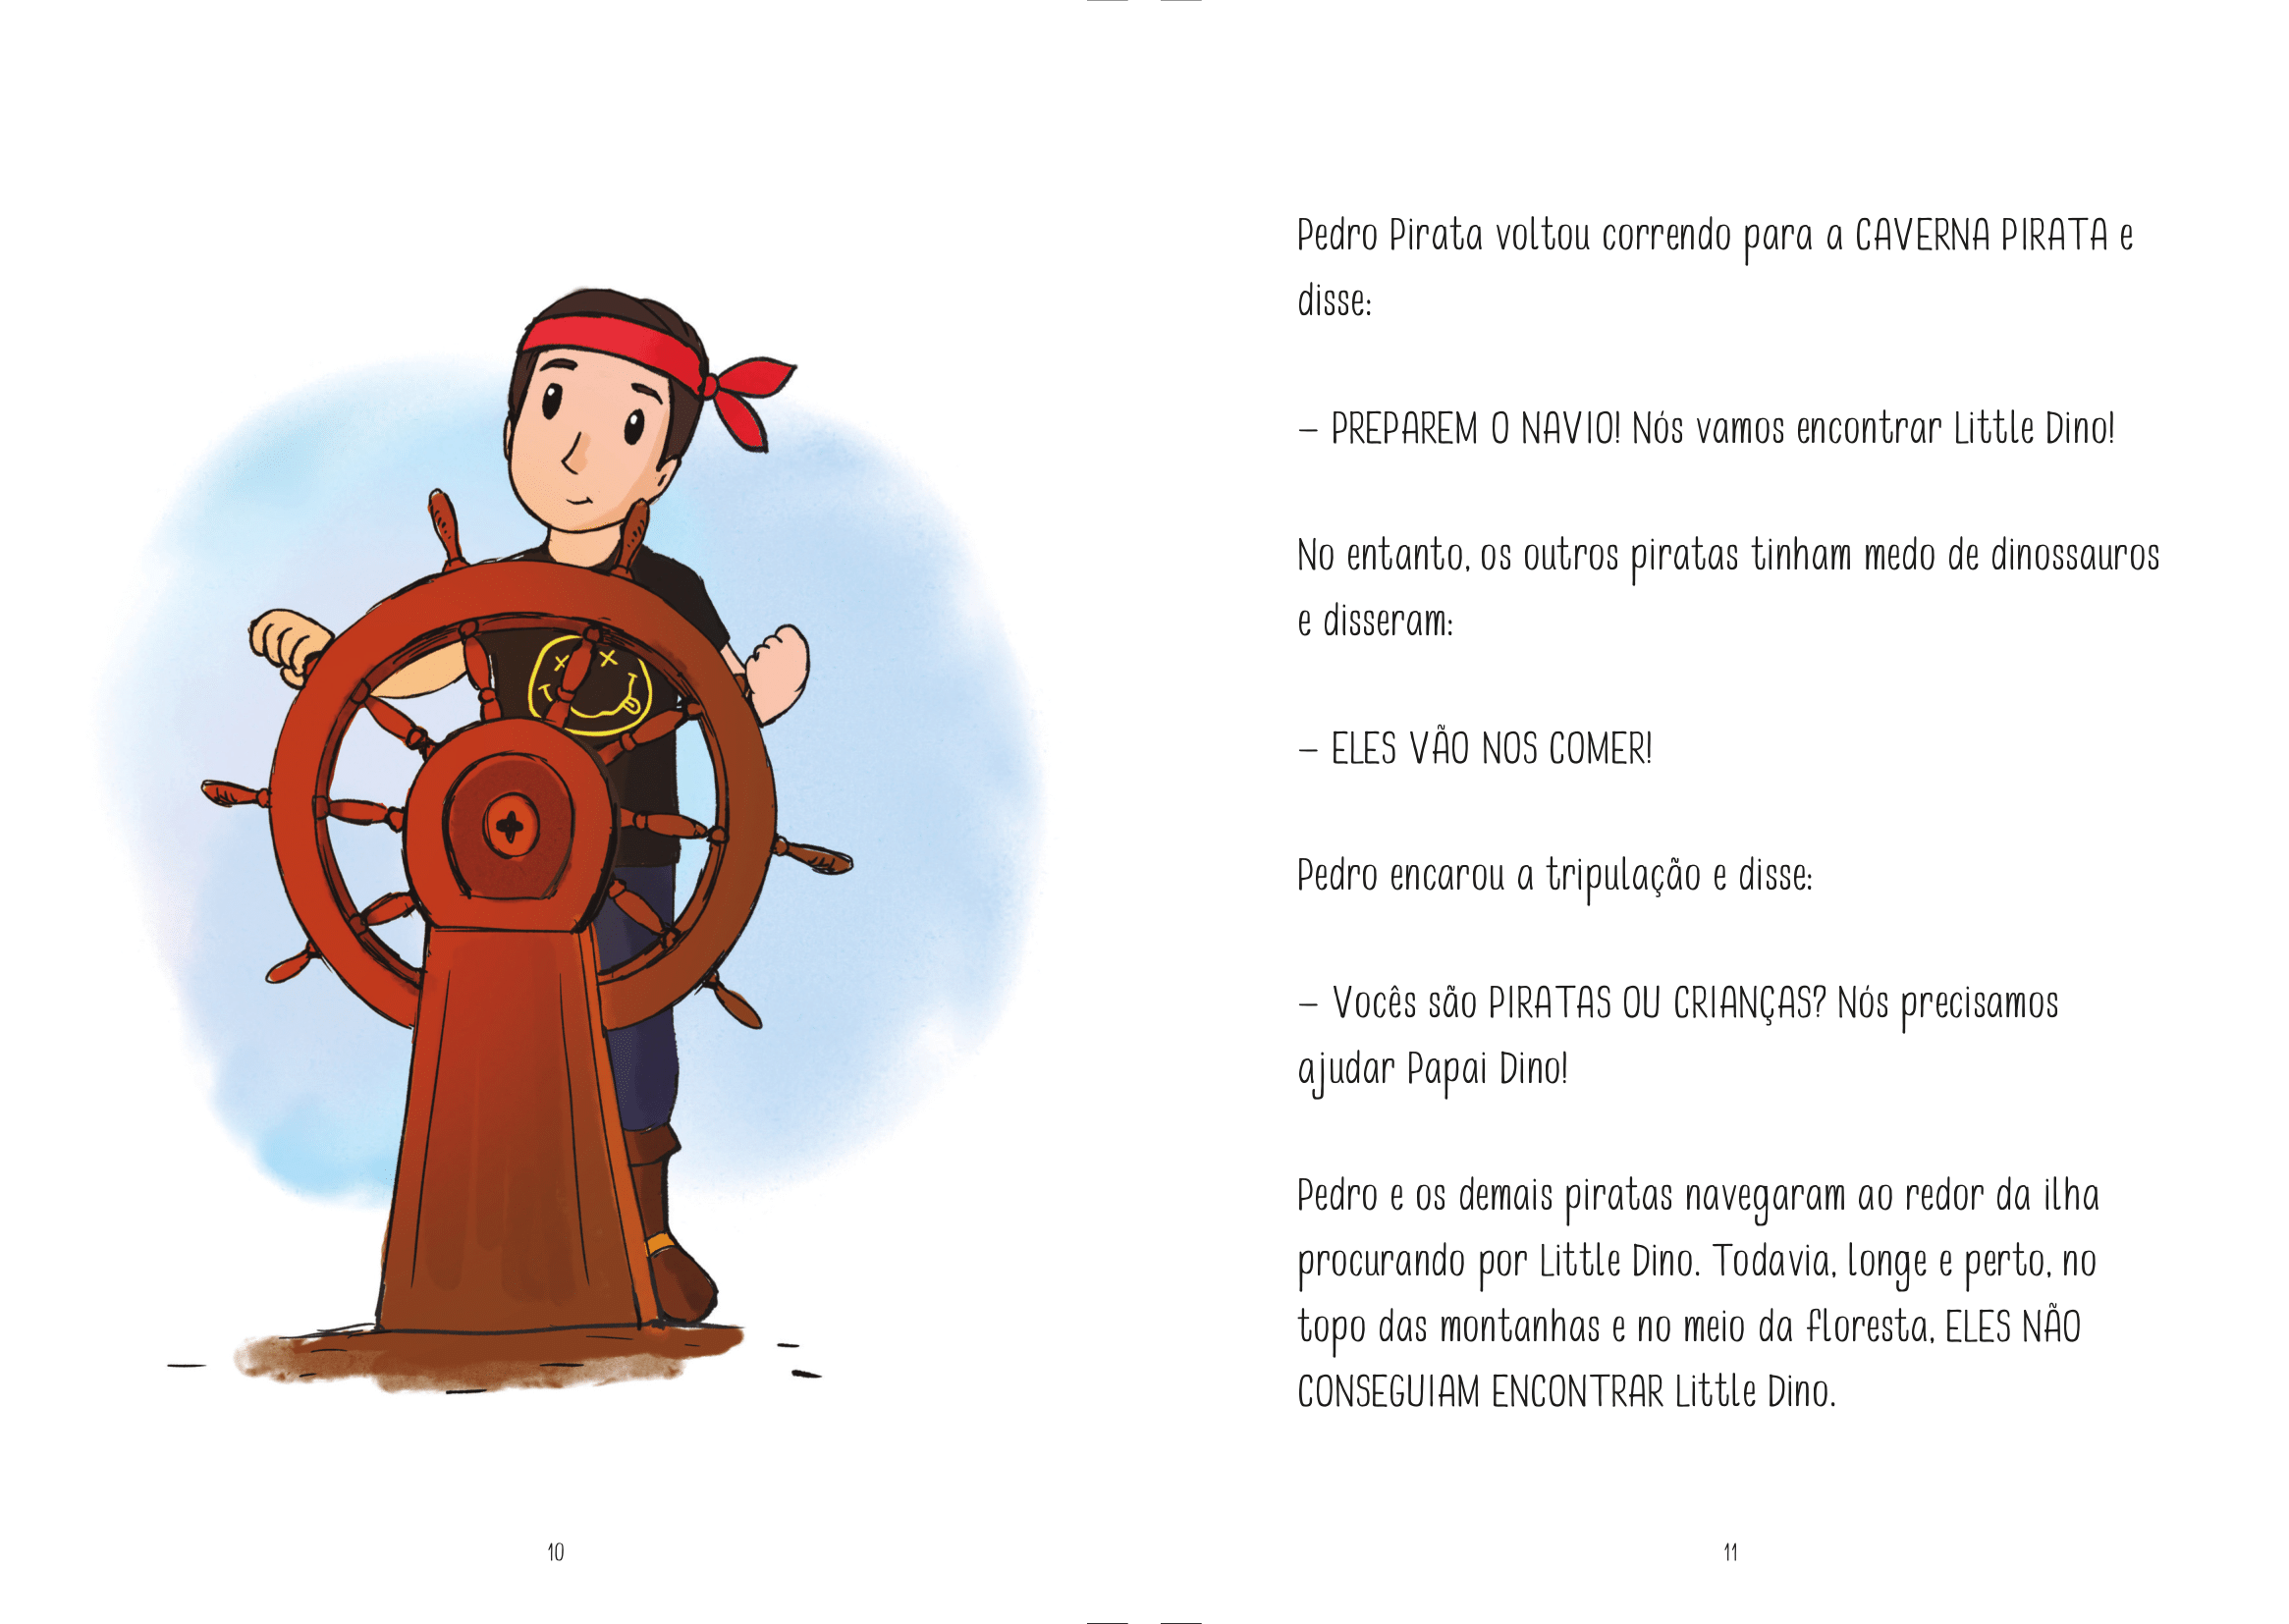 Pedro Pirata voltou correndo para a CAVERNA PIRATA e
disse:
– PREPAREM O NAVIO! Nós vamos encontrar Little Dino!
No entanto, os outros piratas tinham medo de dinossauros
e disseram:
– ELES VÃO NOS COMER!
Pedro encarou a tripulação e disse:
– Vocês são PIRATAS OU CRIANÇAS? Nós precisamos
ajudar Papai Dino!
Pedro e os demais piratas navegaram ao redor da ilha
procurando por Little Dino. Todavia, longe e perto, no
topo das montanhas e no meio da floresta, ELES NÃO
CONSEGUIAM ENCONTRAR Little Dino.
10
11